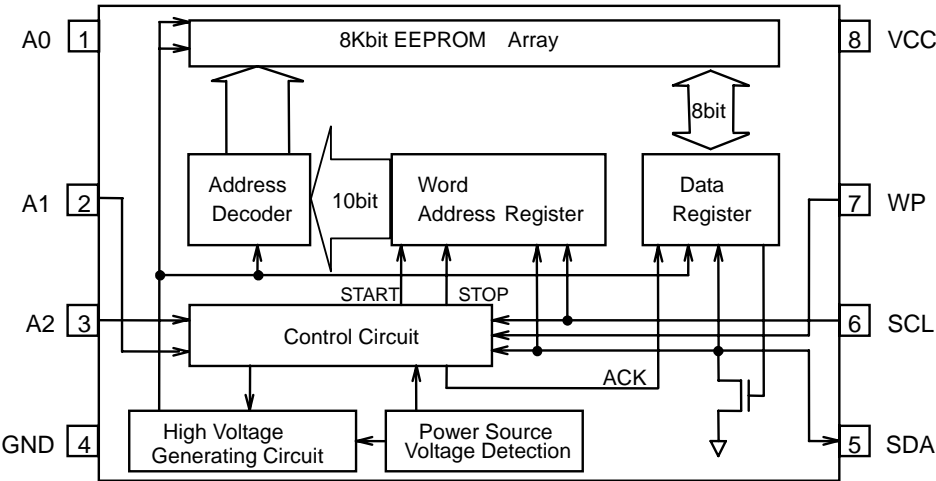 A0 1
8Kbit EEPROM Array
8 VCC
8bit
A1 2
Address
Decoder
10bit
Word
Address Register
Data
Register
7 WP
START
STOP
A2 3
Control Circuit
6 SCL
ACK
GND 4
High Voltage
Generating Circuit
Power Source
Voltage Detection
5 SDA